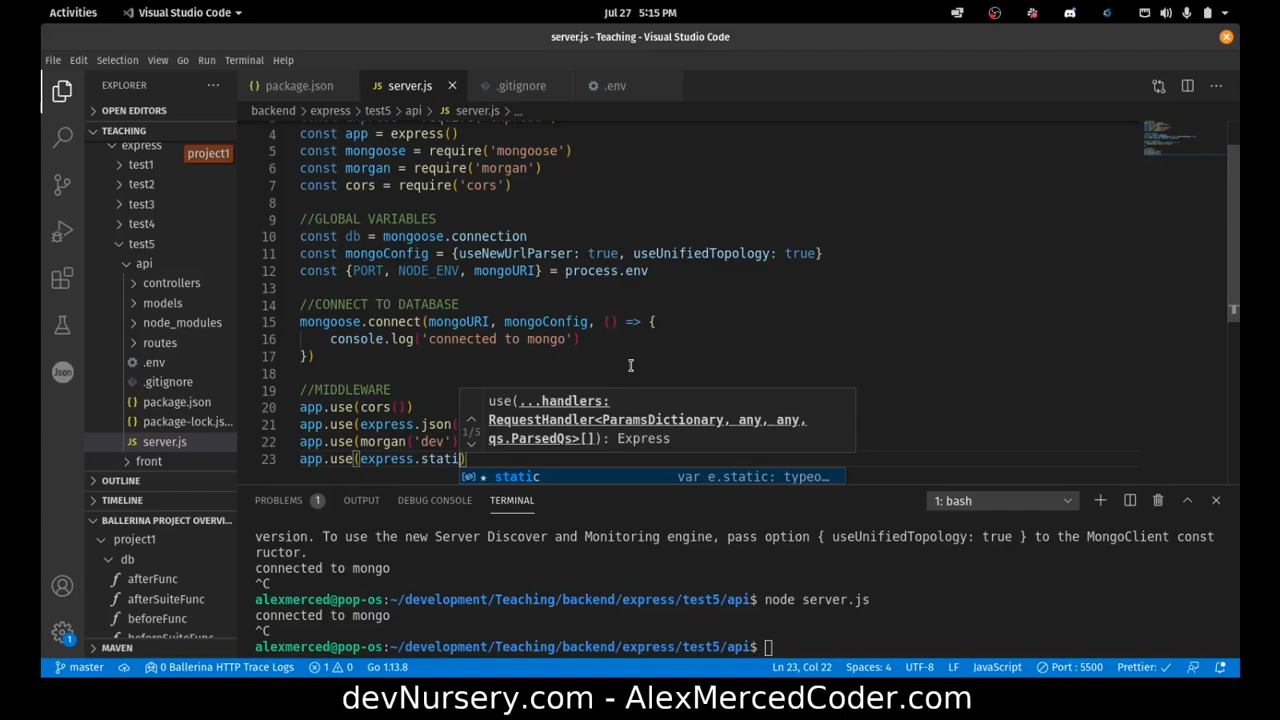 Activities
Visual Studio Code
Jul 27 5:15 PM
server.js - Teaching - Visual Studio Code
File Edit Selection View Go Run Terminal Help
EXPLORER
OPEN EDITORS
TEACHING
express
project1
test1
test2
test3
test4
test5
api
controllers
models
node_modules
routes
.env
.gitignore
package.json
package-lock.js...
server.js
front
OUTLINE
TIMELINE
BALLERINA PROJECT OVERVI...
project1
db
afterFunc
afterSuiteFunc
beforeFunc
MAVEN
Json
1
{ } package.json
JS server.js
.gitignore
.env
backend > express > test5 > api > JS server.js > ...
4 const app = express()
5 const mongoose = require('mongoose')
6 const morgan = require('morgan')
7 const cors = require('cors')
8
9 //GLOBAL VARIABLES
10 const db = mongoose.connection
11 const mongoConfig = {useNewUrlParser: true, useUnifiedTopology: true}
12 const {PORT, NODE_ENV, mongoURI} = process.env
13
14 //CONNECT TO DATABASE
15 mongoose.connect(mongoURI, mongoConfig, () => {
16 console.log('connected to mongo')
17 })
18
19 //MIDDLEWARE
20 app.use(cors())
21 app.use(express.json(
22 app.use(morgan('dev')
23 app.use(express.stati)
use(...handlers:
RequestHandler<ParamsDictionary, any, any,
qs.ParsedQs>[]): Express
1/5
static var e.static: typeo...
PROBLEMS 1 OUTPUT DEBUG CONSOLE TERMINAL
1: bash
version. To use the new Server Discover and Monitoring engine, pass option { useUnifiedTopology: true } to the MongoClient const
ructor.
connected to mongo
^C
alexmerced@pop-os:~/development/Teaching/backend/express/test5/api$ node server.js
connected to mongo
^C
alexmerced@pop-os:~/development/Teaching/backend/express/test5/api$
master
0 Ballerina HTTP Trace Logs
1 0
Go 1.13.8
Ln 23, Col 22
Spaces: 4
UTF-8
LF
JavaScript
Port : 5500
Prettier: ✓
devNursery.com - AlexMercedCoder.com